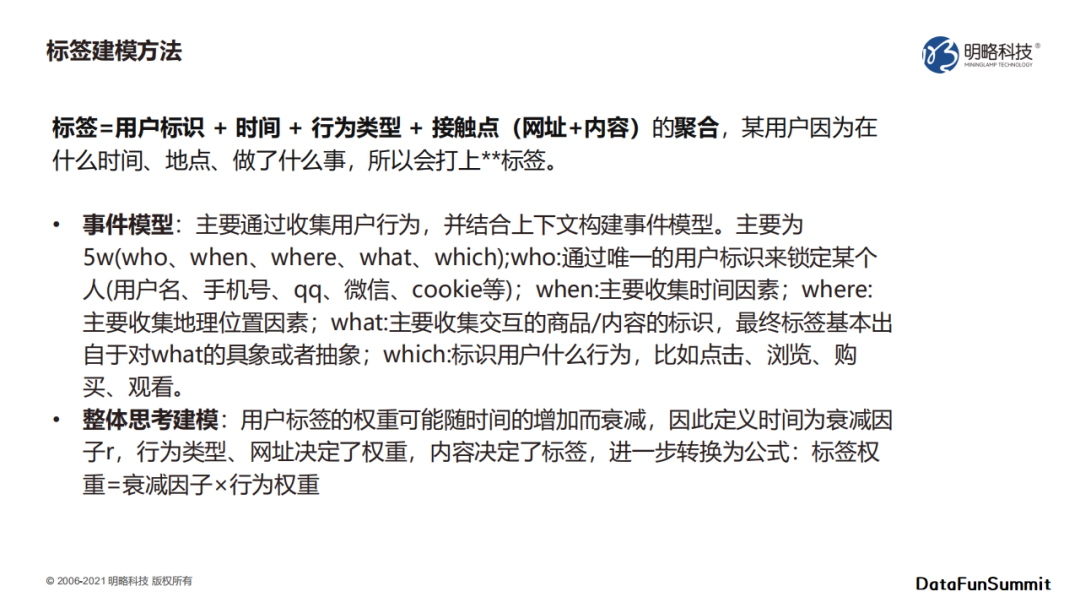 标签建模方法
明略科技®
MININGLAMP TECHNOLOGY
标签=用户标识 + 时间 + 行为类型 + 接触点（网址+内容）的聚合，某用户因为在
什么时间、地点、做了什么事，所以会打上**标签。
• 事件模型：主要通过收集用户行为，并结合上下文构建事件模型。主要为
5w(who、when、where、what、which);who:通过唯一的用户标识来锁定某个
人(用户名、手机号、qq、微信、cookie等)；when:主要收集时间因素；where:
主要收集地理位置因素；what:主要收集交互的商品/内容的标识，最终标签基本出
自于对what的具象或者抽象；which:标识用户什么行为，比如点击、浏览、购
买、观看。
• 整体思考建模：用户标签的权重可能随时间的增加而衰减，因此定义时间为衰减因
子r，行为类型、网址决定了权重，内容决定了标签，进一步转换为公式：标签权
重=衰减因子×行为权重
© 2006-2021 明略科技 版权所有
DataFunSummit